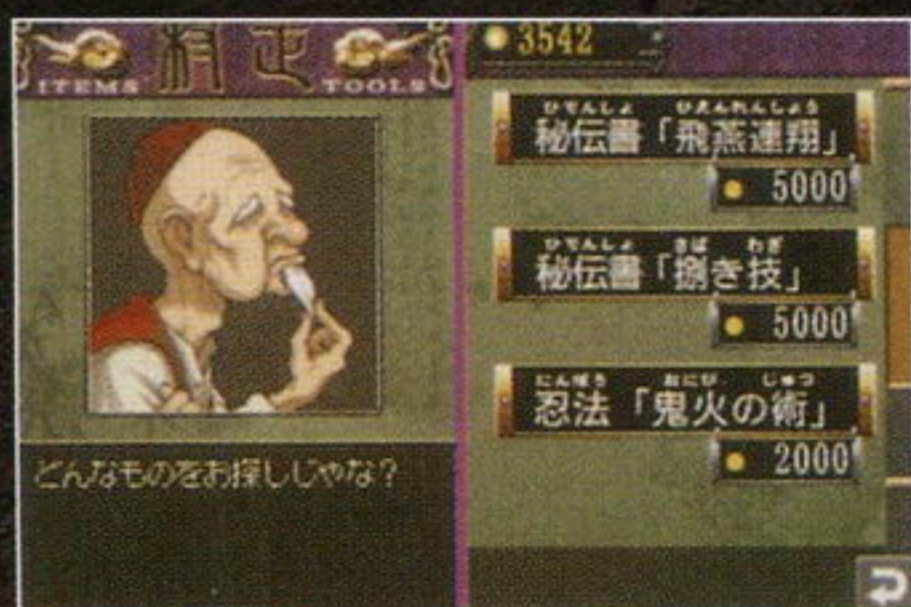 村正
ITEMS TOOLS
どんなものをお探しじゃな?
3542
ひでんしょ ひえんれんしょう
秘伝書「飛燕連翔」
5000
ひでんしょ さば わざ
秘伝書「捌き技」
5000
にんぽう おにび じゅつ
忍法「鬼火の術」
2000